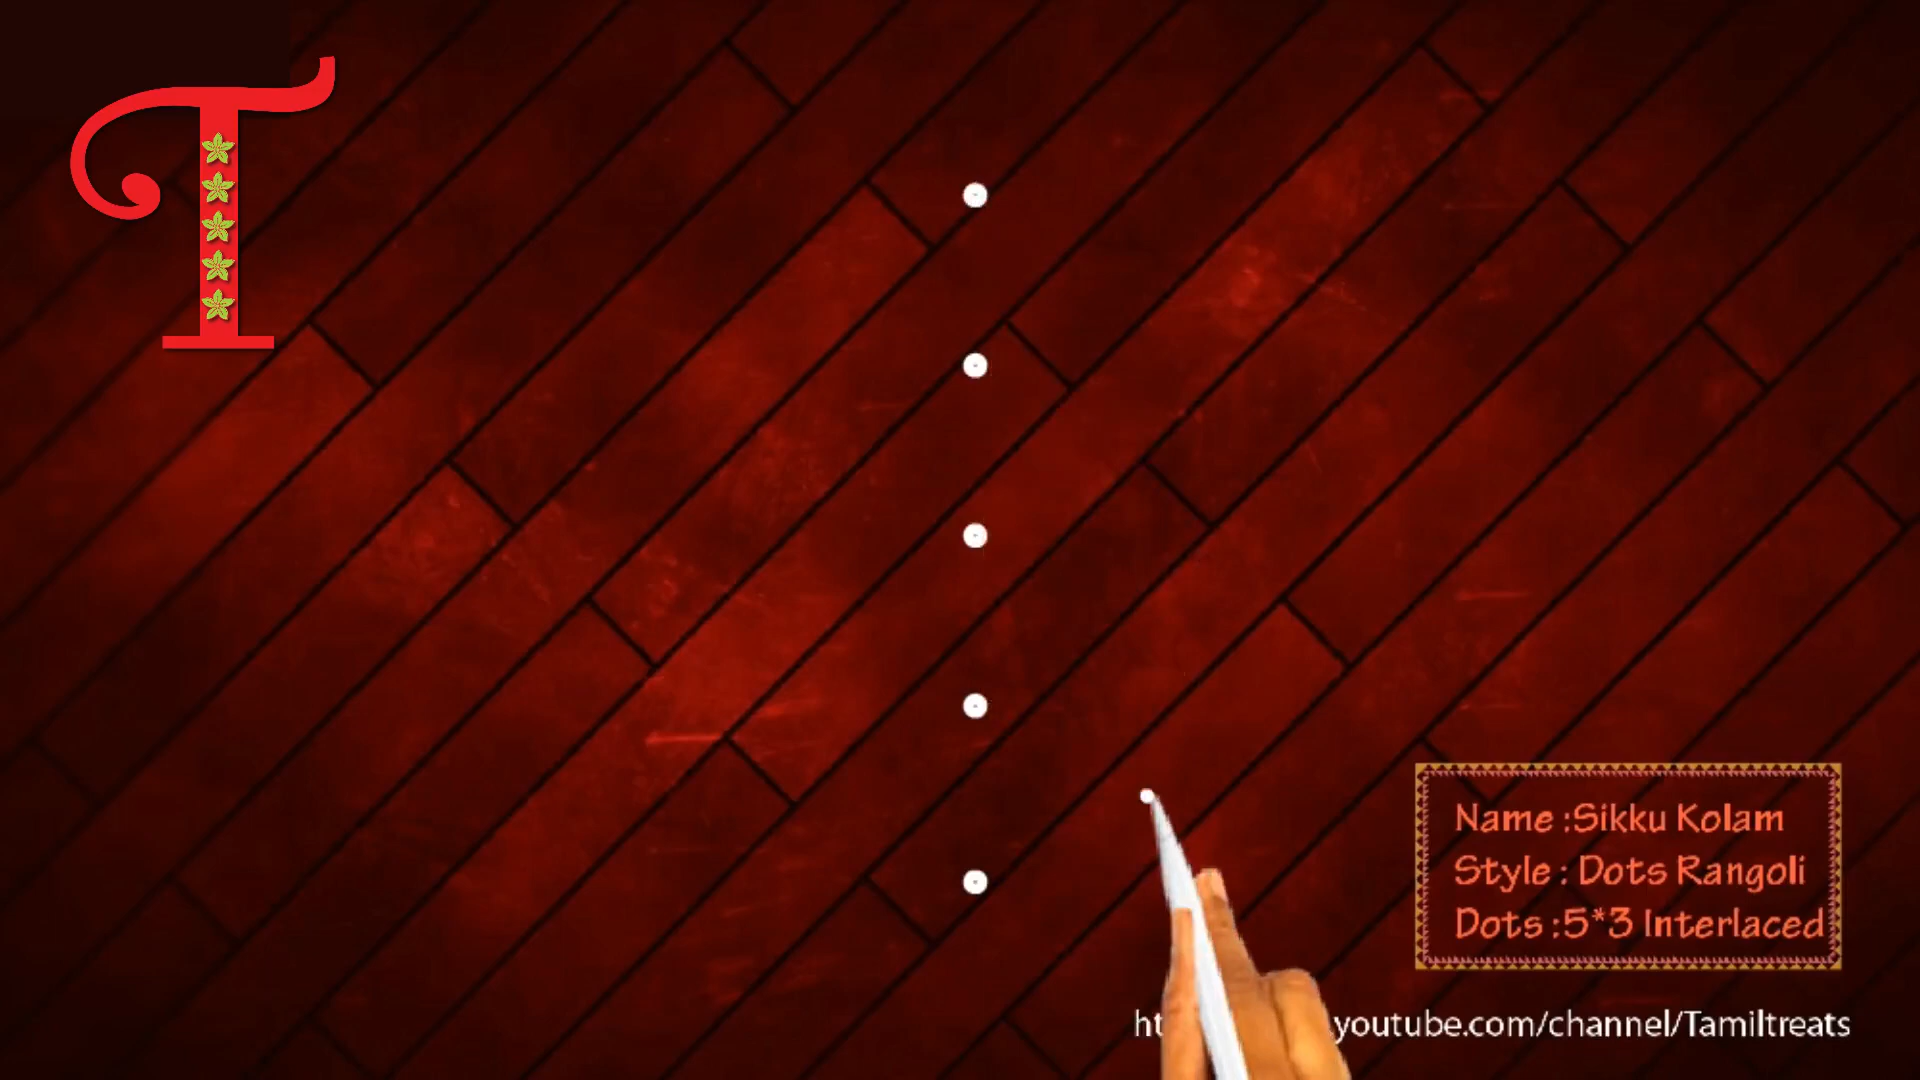 T
Name :Sikku Kolam
Style : Dots Rangoli
Dots :5*3 Interlaced
youtube.com/channel/Tamiltreats